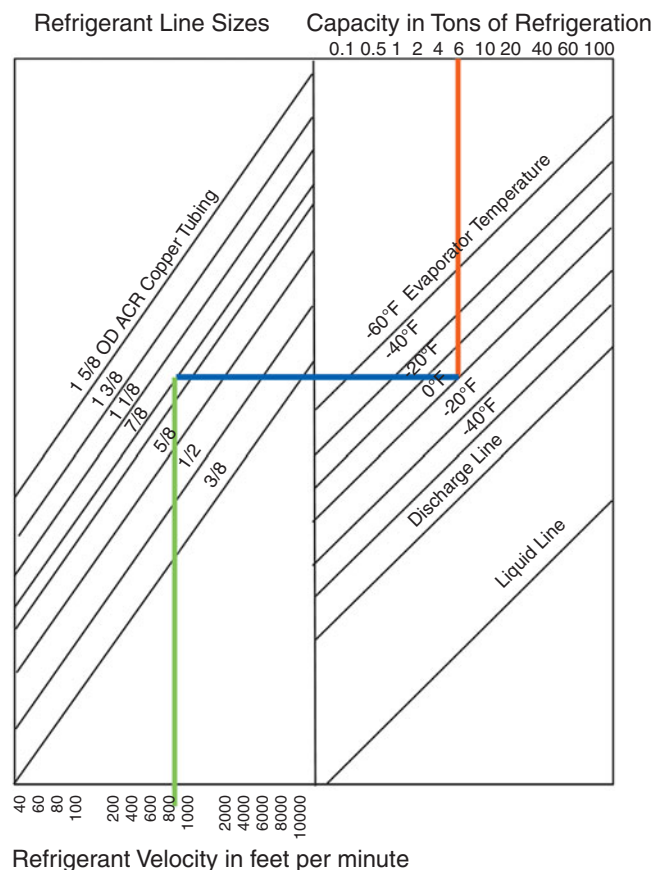 Refrigerant Line Sizes
Capacity in Tons of Refrigeration
0.1 0.5 1 2 4 6 10 20 40 60 100
1 5/8 OD ACR Copper Tubing
1 3/8
1 1/8
7/8
5/8
1/2
3/8
-60°F Evaporator Temperature
-40°F
-20°F
0°F
-20°F
-40°F
Discharge Line
Liquid Line
40 60 80 100 200 400 600 800 1000 2000 4000 6000 8000 10000
Refrigerant Velocity in feet per minute